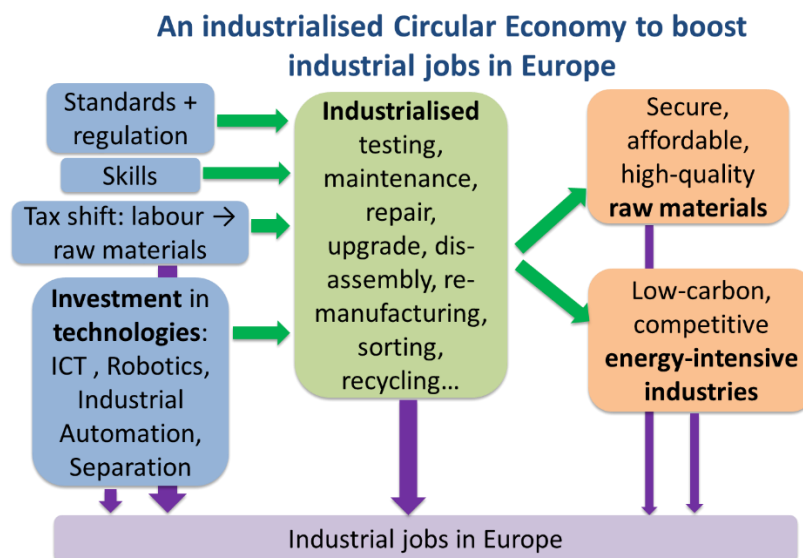 An industrialised Circular Economy to boost
industrial jobs in Europe
Standards +
regulation
Skills
Tax shift: labour →
raw materials
Investment in
technologies:
ICT , Robotics,
Industrial
Automation,
Separation
Industrialised
testing,
maintenance,
repair,
upgrade, dis-
assembly, re-
manufacturing,
sorting,
recycling...
Secure,
affordable,
high-quality
raw materials
Low-carbon,
competitive
energy-intensive
industries
Industrial jobs in Europe